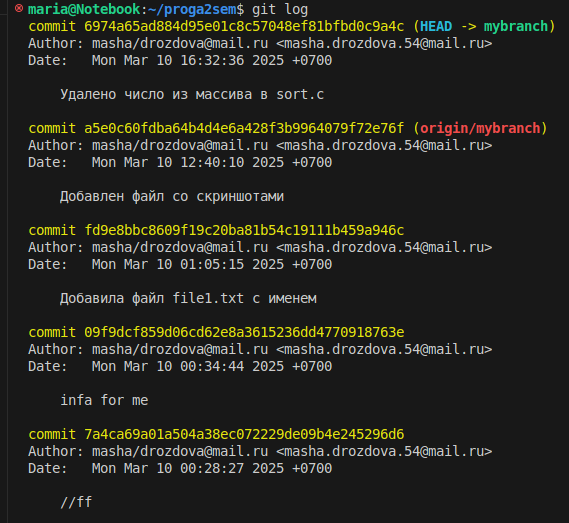 maria@Notebook:~/proga2sem$ git log
commit 6974a65ad884d95e01c8c57048ef81bfbd0c9a4c (HEAD -> mybranch)
Author: masha/drozdova@mail.ru <masha.drozdova.54@mail.ru>
Date:   Mon Mar 10 16:32:36 2025 +0700
Удалено число из массива в sort.c
commit a5e0c60fdba64b4d4e6a428f3b9964079f72e76f (origin/mybranch)
Author: masha/drozdova@mail.ru <masha.drozdova.54@mail.ru>
Date:   Mon Mar 10 12:40:10 2025 +0700
Добавлен файл со скриншотами
commit fd9e8bbc8609f19c20ba81b54c19111b459a946c
Author: masha/drozdova@mail.ru <masha.drozdova.54@mail.ru>
Date:   Mon Mar 10 01:05:15 2025 +0700
Добавила файл file1.txt с именем
commit 09f9dcf859d06cd62e8a3615236dd4770918763e
Author: masha/drozdova@mail.ru <masha.drozdova.54@mail.ru>
Date:   Mon Mar 10 00:34:44 2025 +0700
infa for me
commit 7a4ca69a01a504a38ec072229de09b4e245296d6
Author: masha/drozdova@mail.ru <masha.drozdova.54@mail.ru>
Date:   Mon Mar 10 00:28:27 2025 +0700
//ff